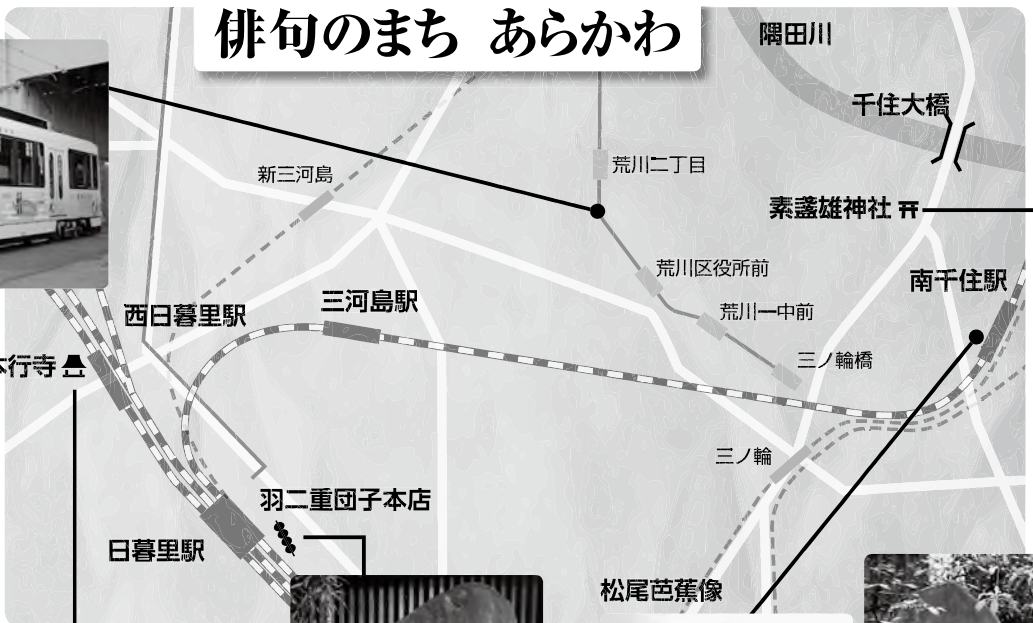 俳句のまち あらかわ
隅田川
千住大橋
新三河島
荒川二丁目
素盞雄神社
荒川区役所前
南千住駅
西日暮里駅
三河島駅
荒川一中前
三ノ輪橋
本行寺
三ノ輪
羽二重団子本店
日暮里駅
松尾芭蕉像